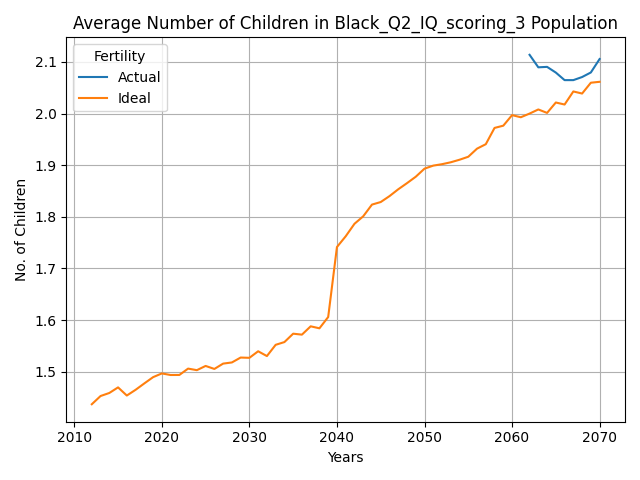 Average Number of Children in Black_Q2_IQ_scoring_3 Population
Fertility
Actual
Ideal
No. of Children
2.1
2.0
1.9
1.8
1.7
1.6
1.5
2010 2020 2030 2040 2050 2060 2070
Years